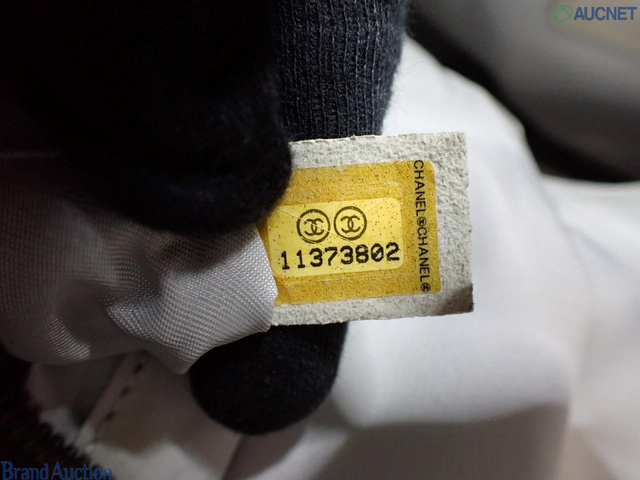 AUCNET
CHANEL®CHANEL®
11373802
Brand Auction